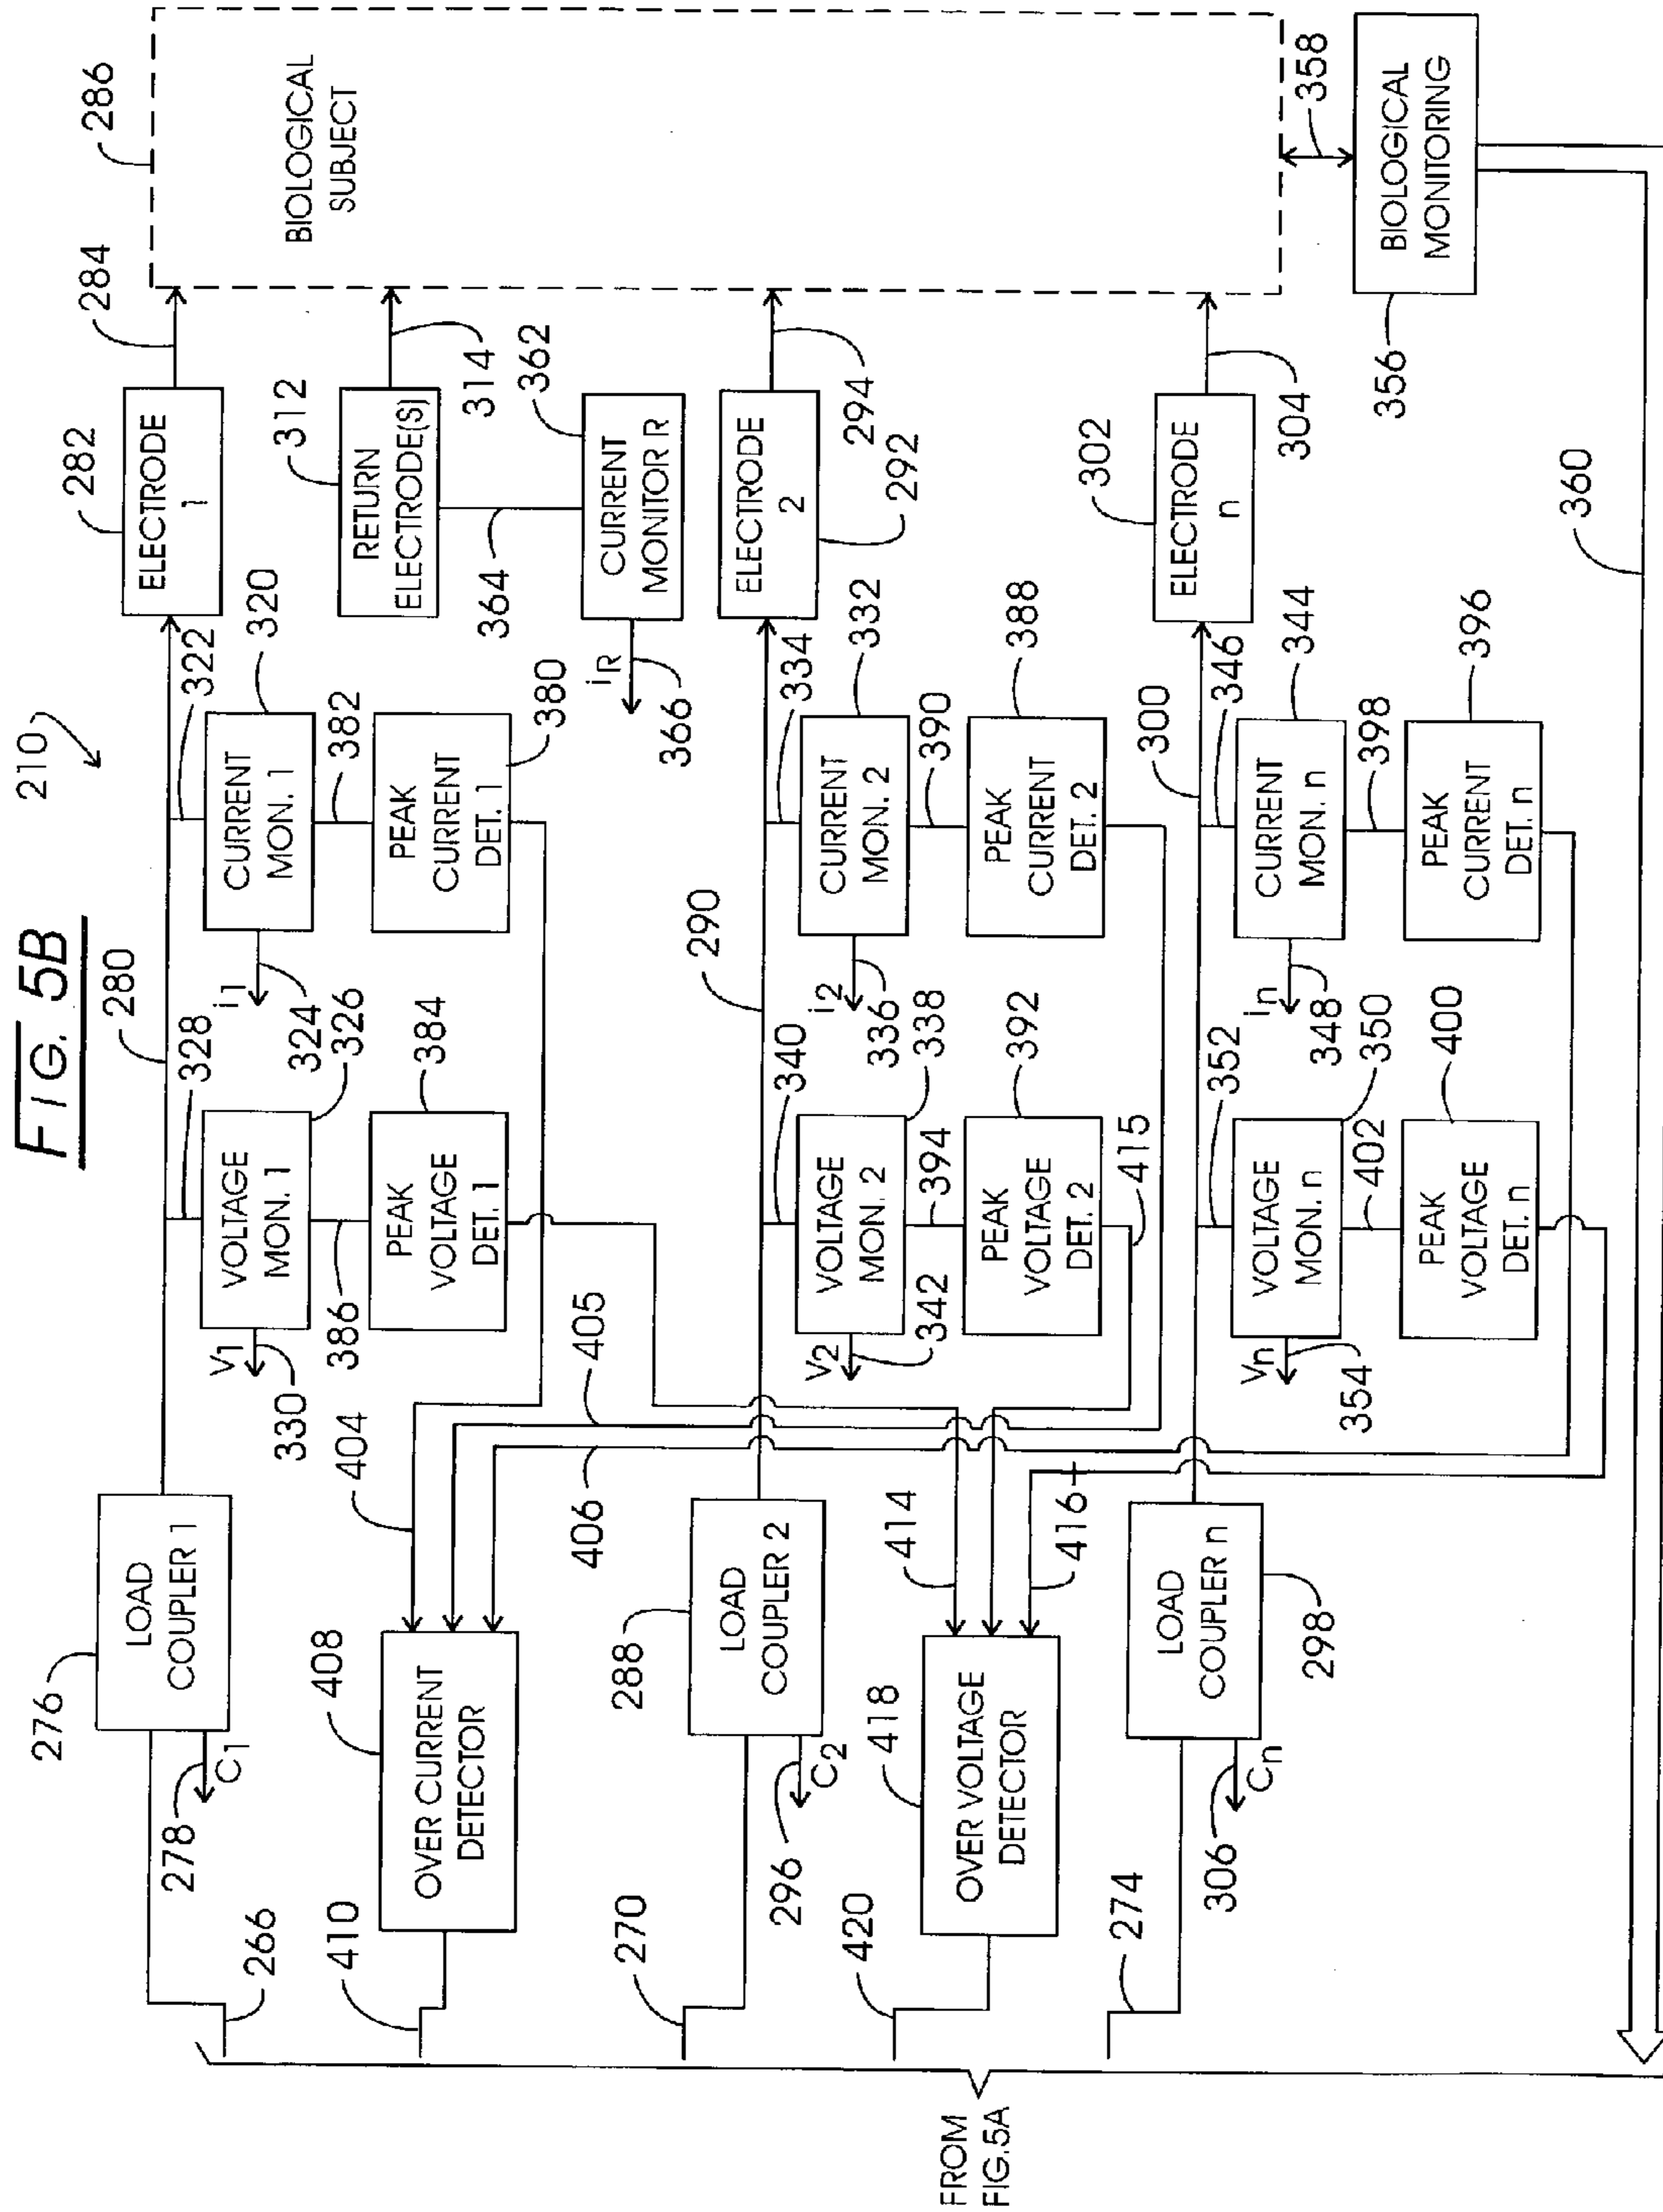 FIG. 5B
210
276
LOAD
COUPLER 1
266
278
C1
280
328
322
282
ELECTRODE
1
284
286
BIOLOGICAL
SUBJECT
VOLTAGE
MON. 1
V1
330
326
386
PEAK
VOLTAGE
DET. 1
384
CURRENT
MON. 1
320
i1
324
382
PEAK
CURRENT
DET. 1
380
312
RETURN
ELECTRODE(S)
314
364
CURRENT
MONITOR R
362
iR
366
408
OVER CURRENT
DETECTOR
410
404
405
406
270
288
LOAD
COUPLER 2
296
C2
290
340
334
ELECTRODE
2
292
294
VOLTAGE
MON. 2
V2
342
338
394
PEAK
VOLTAGE
DET. 2
392
415
CURRENT
MON. 2
332
i2
336
390
PEAK
CURRENT
DET. 2
388
418
OVER VOLTAGE
DETECTOR
420
414
416
274
LOAD
COUPLER n
298
306
Cn
300
352
346
302
ELECTRODE
n
304
VOLTAGE
MON. n
Vn
354
350
402
PEAK
VOLTAGE
DET. n
400
CURRENT
MON. n
344
in
348
398
PEAK
CURRENT
DET. n
396
358
BIOLOGICAL
MONITORING
356
360
FROM
FIG.5A